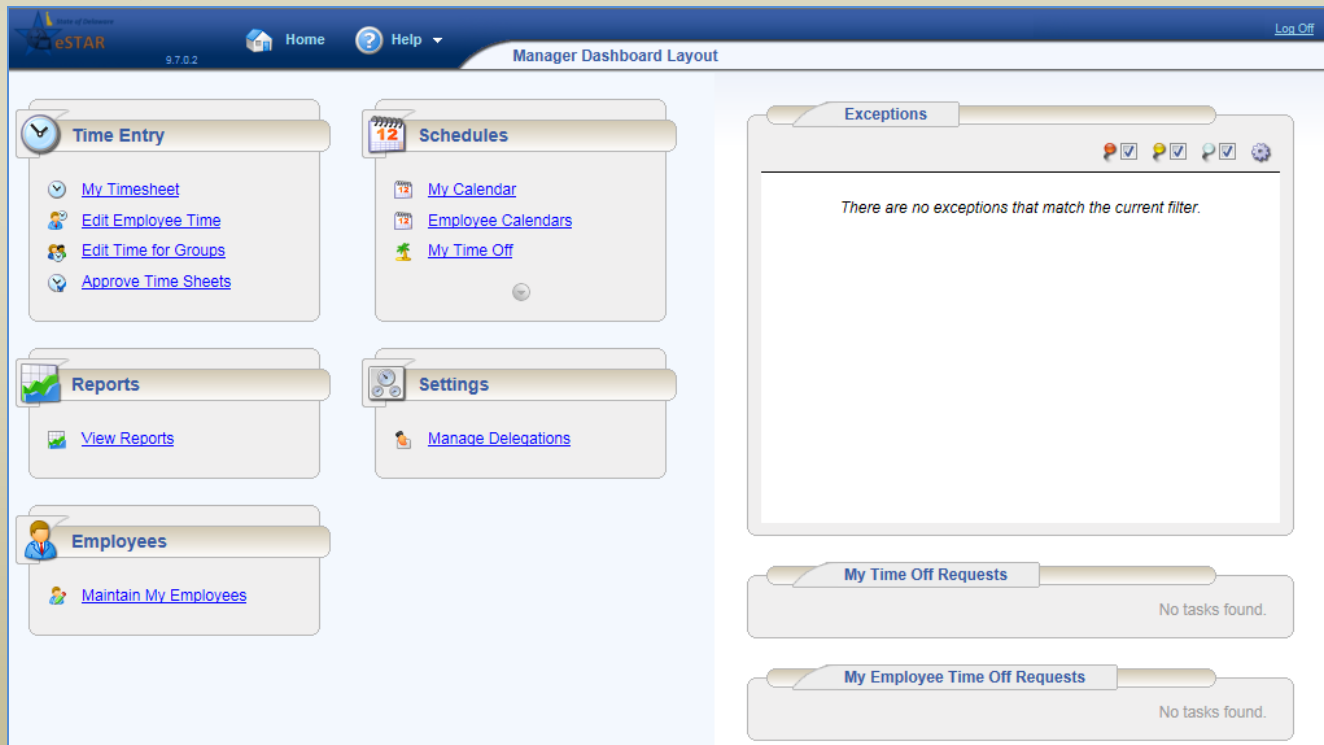 State of Delaware
eSTAR
9.7.0.2
Home
Help
Log Off
Manager Dashboard Layout
Time Entry
My Timesheet
Edit Employee Time
Edit Time for Groups
Approve Time Sheets
12
Schedules
12
My Calendar
12
Employee Calendars
My Time Off
Reports
View Reports
Settings
Manage Delegations
Employees
Maintain My Employees
Exceptions
There are no exceptions that match the current filter.
My Time Off Requests
No tasks found.
My Employee Time Off Requests
No tasks found.